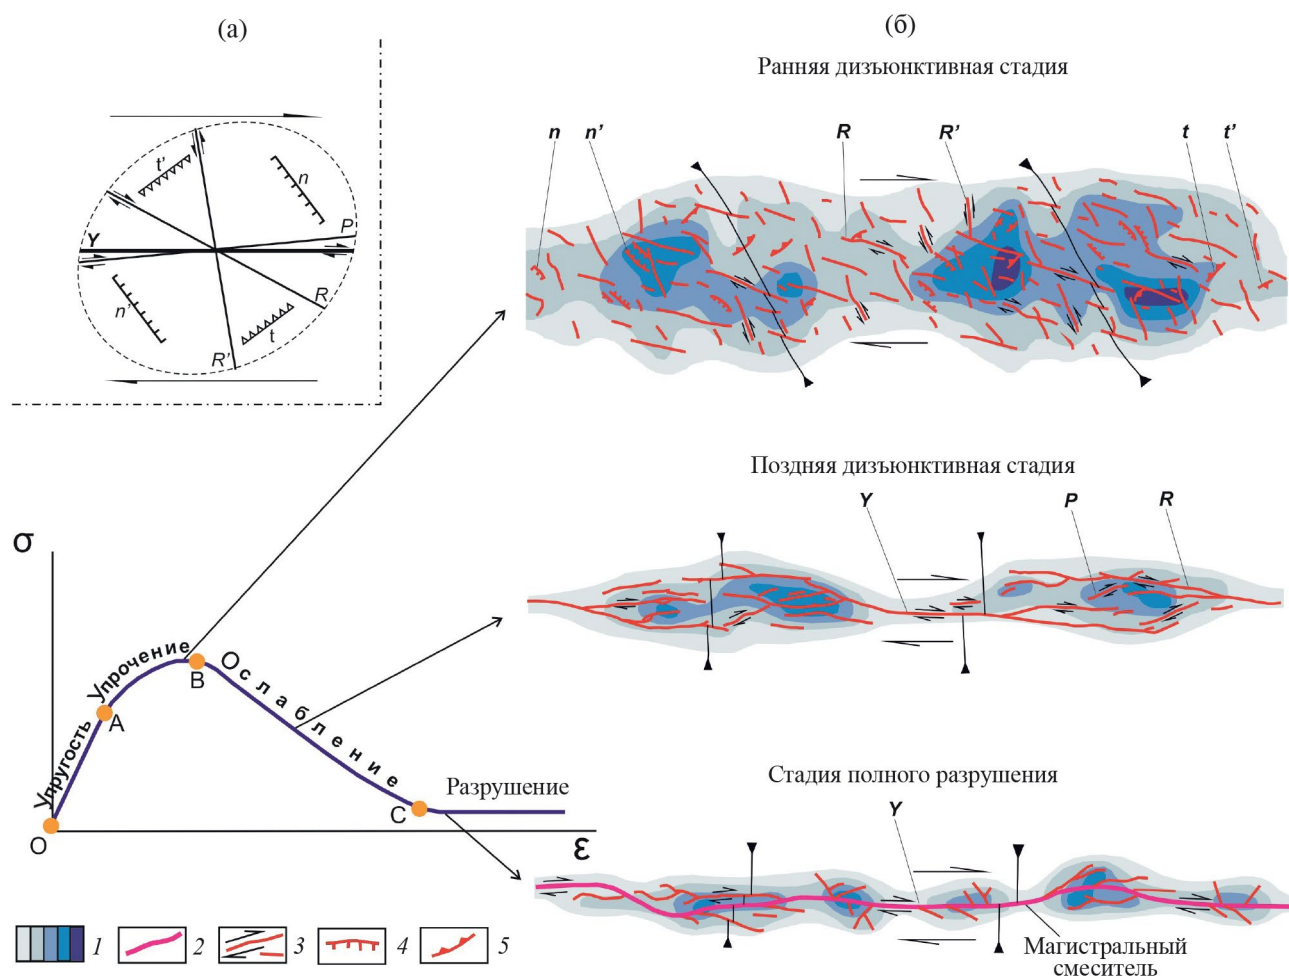 (а)
t'
n
Y
P
R
n'
t
R'
(б)
Ранняя дизъюнктивная стадия
n n' R R' t t'
Поздняя дизъюнктивная стадия
Y P R
Стадия полного разрушения
Y
Магистральный
смеситель
σ
Упругость
Упрочение
Ослабление
Разрушение
O
A
B
C
ε
1 2 3 4 5